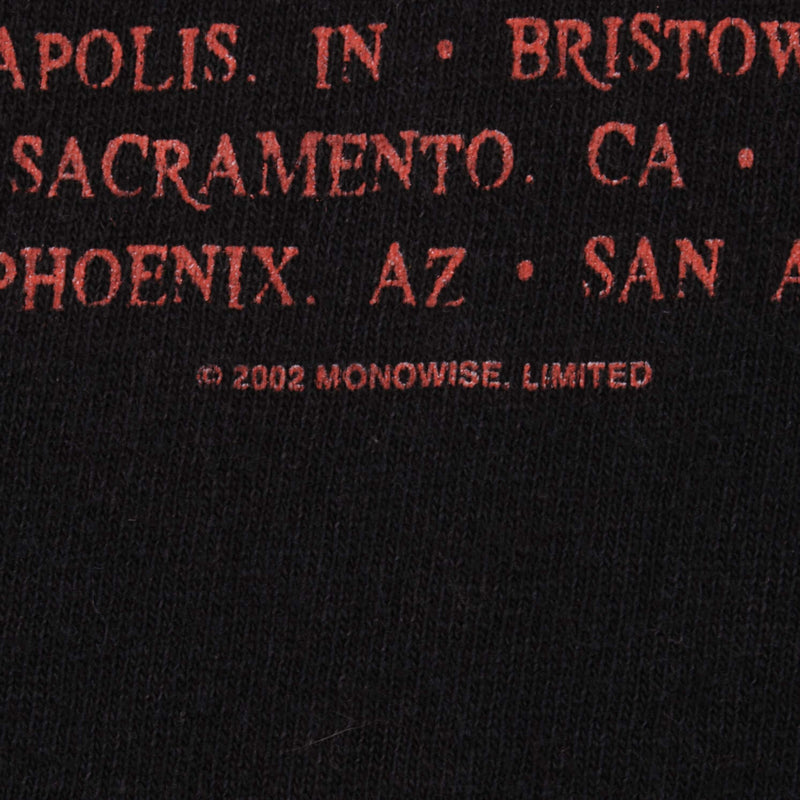 APOLIS. IN • BRISTOW
SACRAMENTO. CA •
PHOENIX. AZ • SAN A
© 2002 MONOWISE. LIMITED